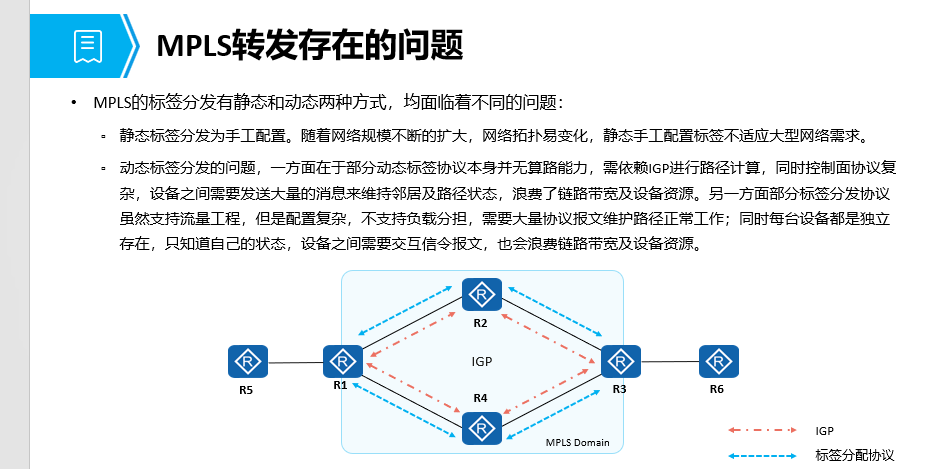 MPLS转发存在的问题
• MPLS的标签分发有静态和动态两种方式，均面临着不同的问题：
▫ 静态标签分发为手工配置。随着网络规模不断的扩大，网络拓扑易变化，静态手工配置标签不适应大型网络需求。
▫ 动态标签分发的问题，一方面在于部分动态标签协议本身并无算路能力，需依赖IGP进行路径计算，同时控制面协议复
杂，设备之间需要发送大量的消息来维持邻居及路径状态，浪费了链路带宽及设备资源。另一方面部分标签分发协议
虽然支持流量工程，但是配置复杂，不支持负载分担，需要大量协议报文维护路径正常工作；同时每台设备都是独立
存在，只知道自己的状态，设备之间需要交互信令报文，也会浪费链路带宽及设备资源。
R
R2
R
R5
R
R1
IGP
R
R3
R
R6
R4
R
MPLS Domain
IGP
标签分配协议